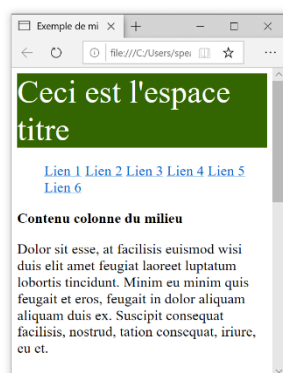 Exemple de mi
file:///C:/Users/spea
Ceci est l'espace
titre
Lien 1 Lien 2 Lien 3 Lien 4 Lien 5
Lien 6
Contenu colonne du milieu
Dolor sit esse, at facilisis euismod wisi
duis elit amet feugiat laoreet luptatum
lobortis tincidunt. Minim eu minim quis
feugait et eros, feugait in dolor aliquam
aliquam duis ex. Suscipit consequat
facilisis, nostrud, tation consequat, iriure,
eu et.